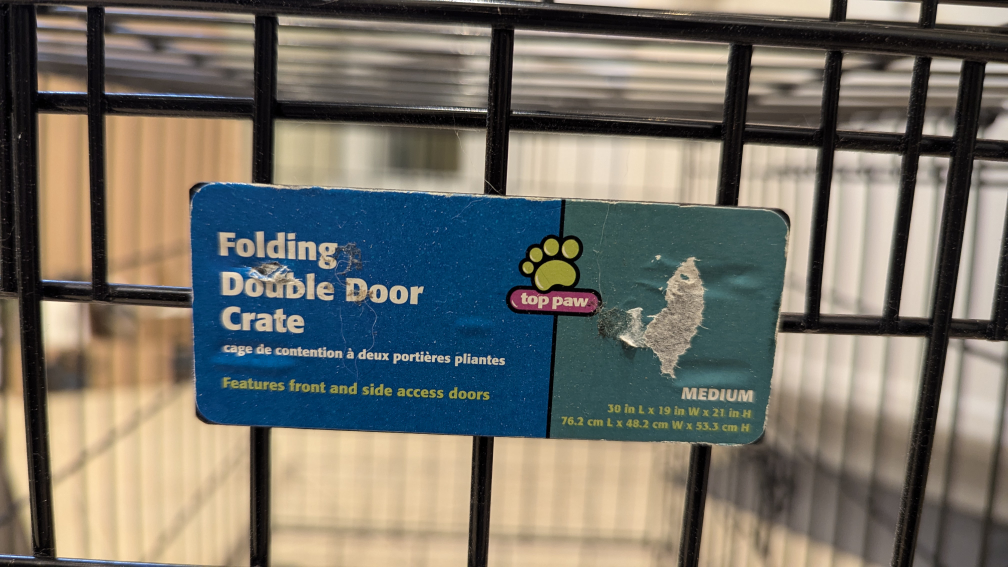 Folding
Double Door
Crate
cage de contention à deux portières pliantes
Features front and side access doors
top paw
MEDIUM
30 in L x 19 in W x 21 in H
76.2 cm L x 48.2 cm W x 53.3 cm H